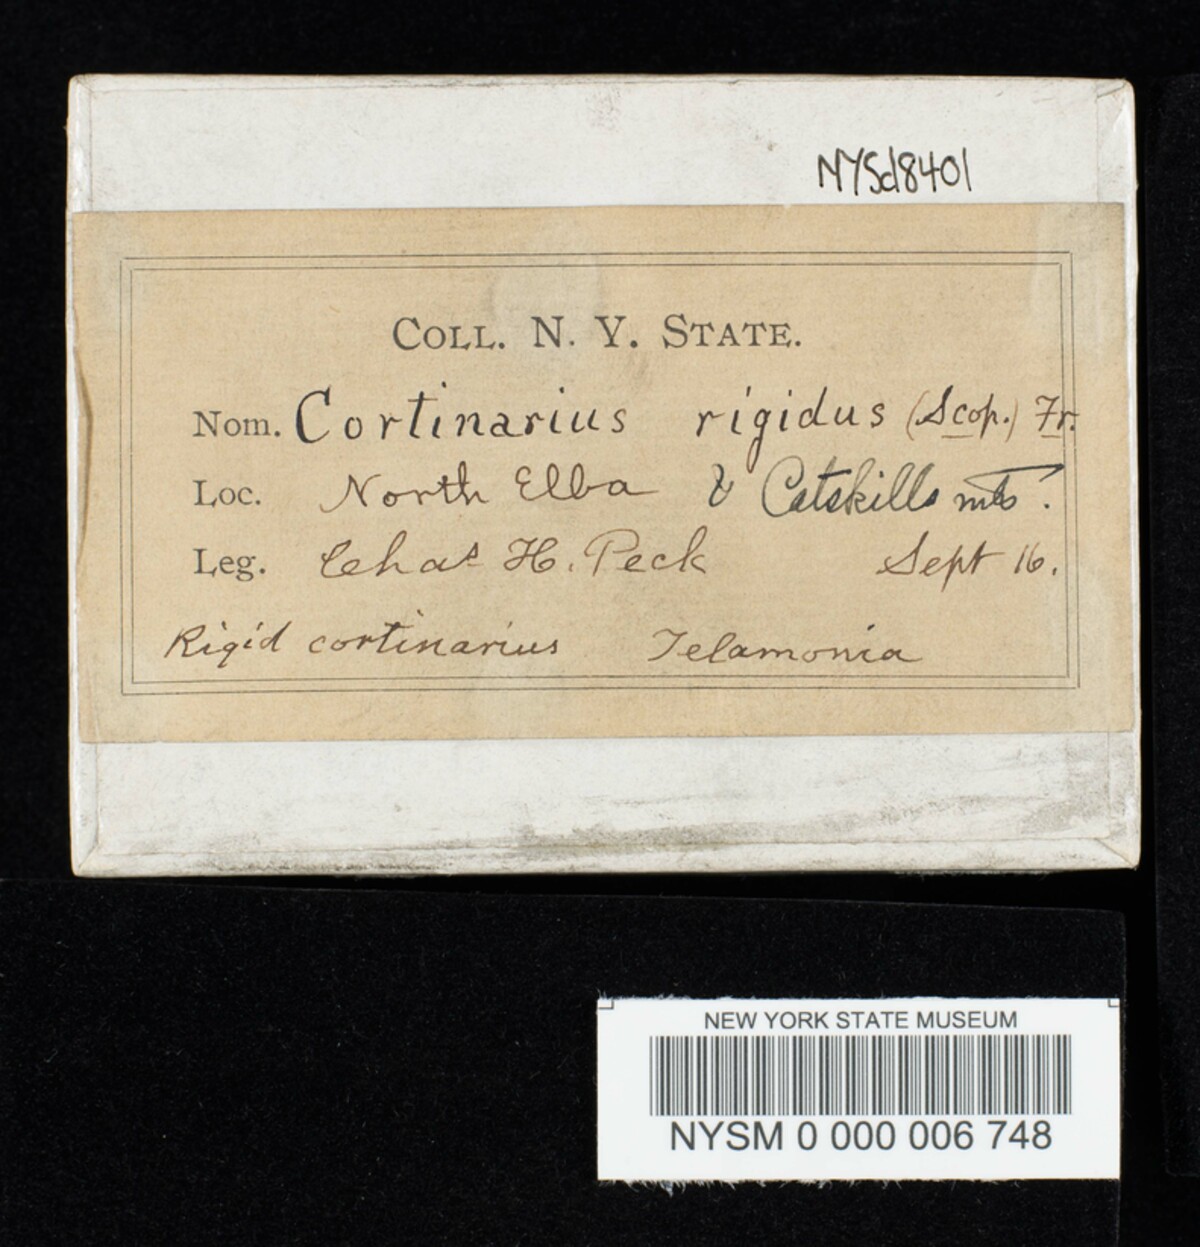 NYSd8401
COLL. N. Y. STATE.
Nom. Cortinarius rigidus (Scop.) Fr.
Loc. North Elba & Catskills mts.
Leg. Chas H. Peck Sept 16.
Rigid cortinarius Telamonia
NEW YORK STATE MUSEUM
NYSM 0 000 006 748